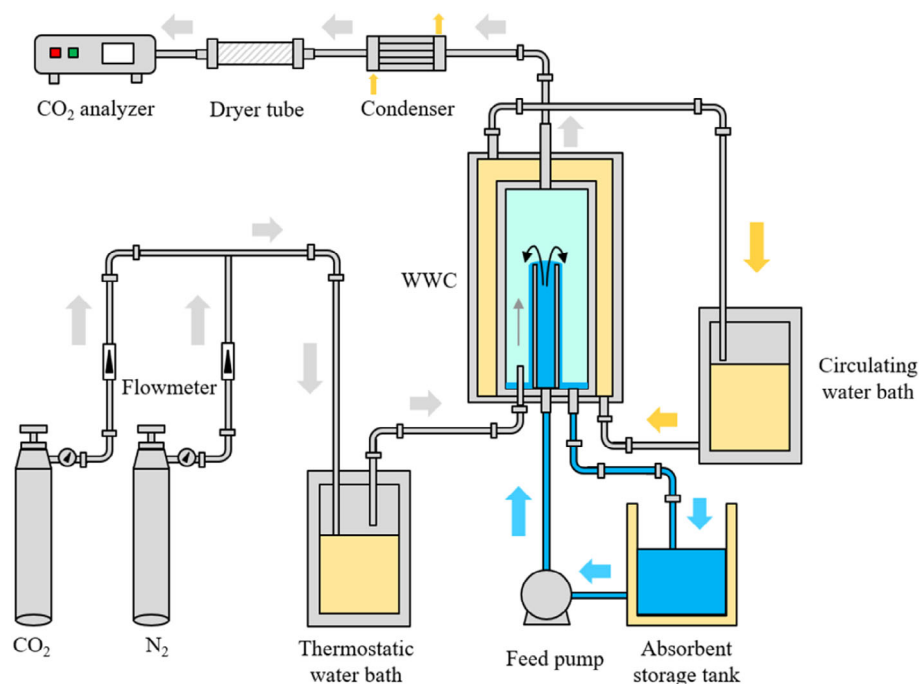 CO₂ analyzer
Dryer tube
Condenser
WWC
Flowmeter
Circulating
water bath
CO₂
N₂
Thermostatic
water bath
Feed pump
Absorbent
storage tank